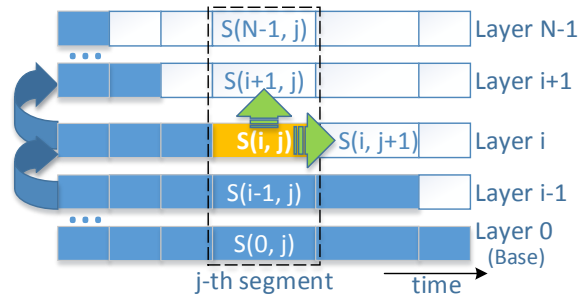 S(N-1, j) Layer N-1
...
S(i+1, j) Layer i+1
S(i, j) S(i, j+1) Layer i
S(i-1, j) Layer i-1
...
S(0, j) Layer 0
(Base)
j-th segment time